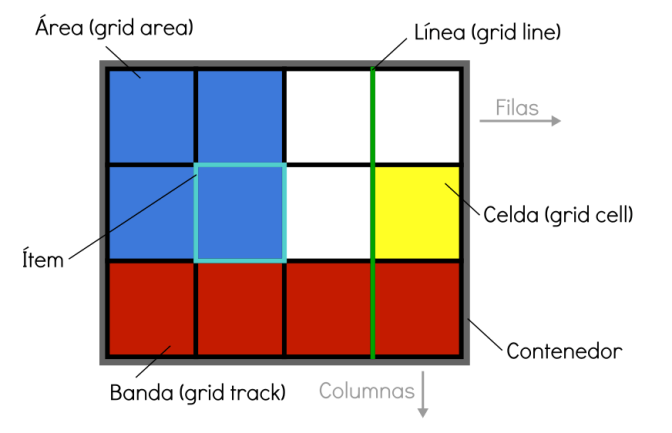 Área (grid area)
Línea (grid line)
Filas
Celda (grid cell)
Ítem
Contenedor
Banda (grid track)
Columnas